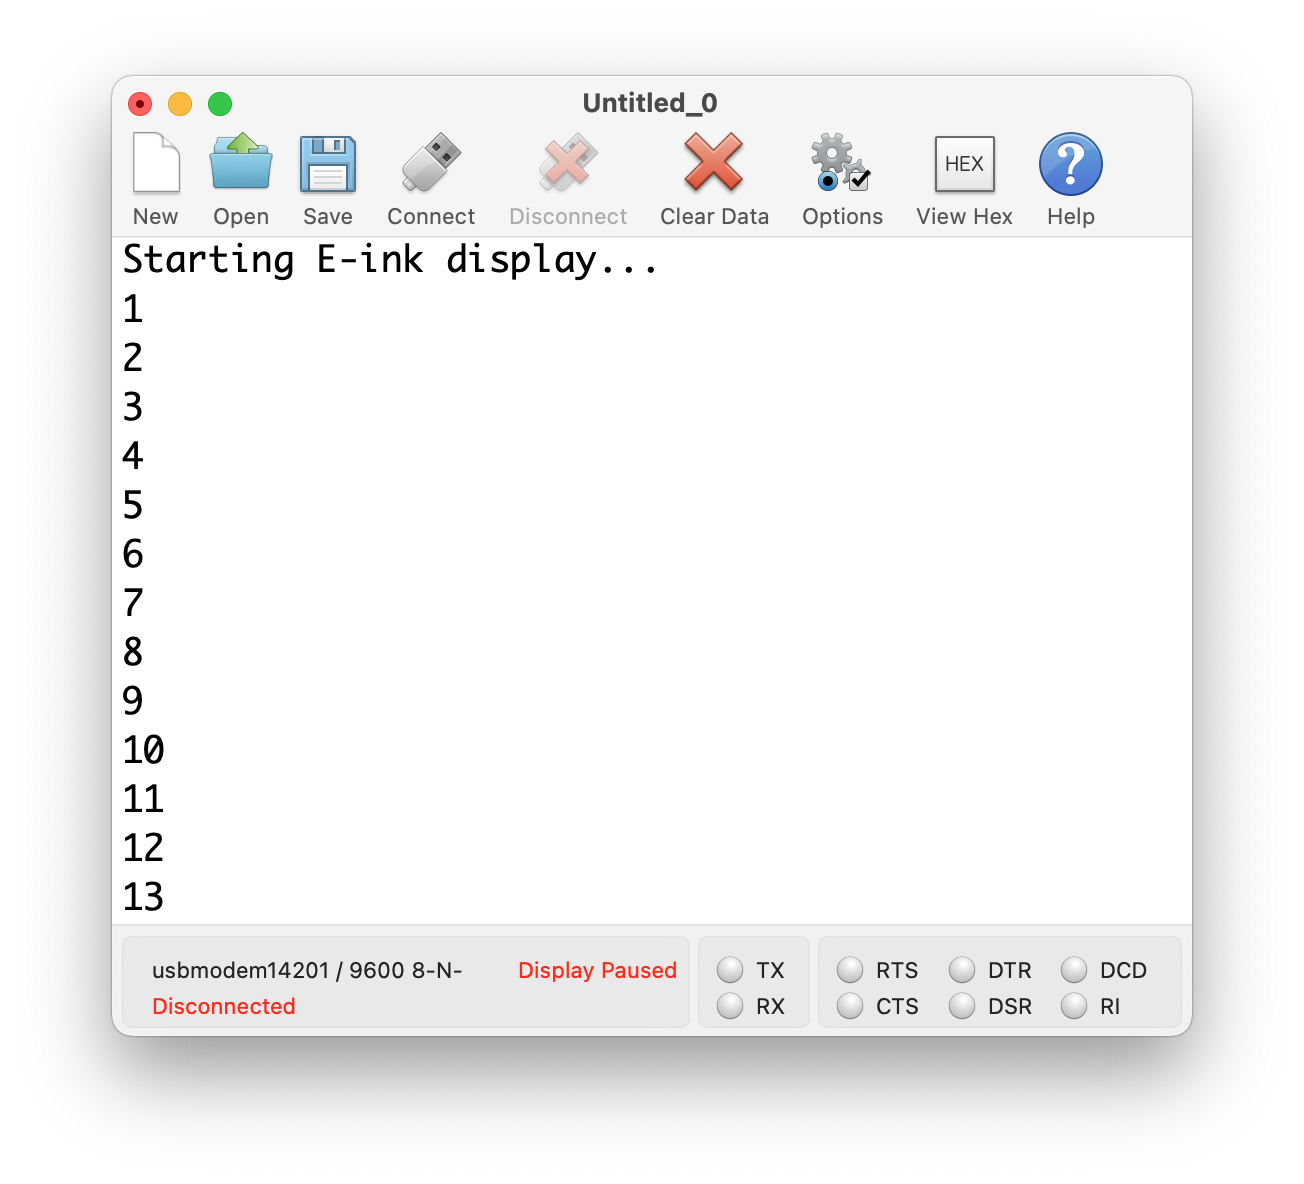 Untitled_0
New Open Save Connect Disconnect Clear Data Options HEX View Hex ? Help
Starting E-ink display...
1
2
3
4
5
6
7
8
9
10
11
12
13
usbmodem14201 / 9600 8-N- Display Paused TX RTS DTR DCD
Disconnected RX CTS DSR RI